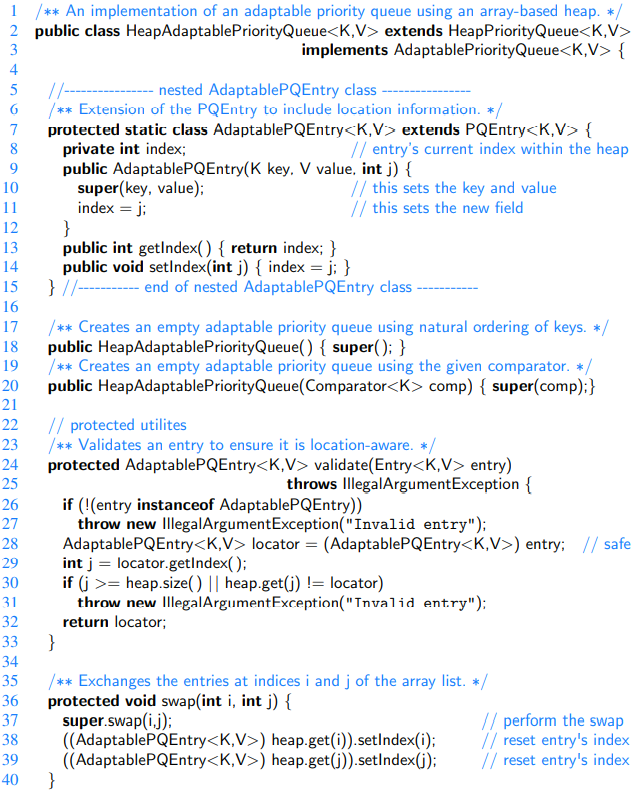 1 /** An implementation of an adaptable priority queue using an array-based heap. */
2 public class HeapAdaptablePriorityQueue<K,V> extends HeapPriorityQueue<K,V>
3 implements AdaptablePriorityQueue<K,V> {
4
5 //---------------- nested AdaptablePQEntry class ----------------
6 /** Extension of the PQEntry to include location information. */
7 protected static class AdaptablePQEntry<K,V> extends PQEntry<K,V> {
8 private int index; // entry's current index within the heap
9 public AdaptablePQEntry(K key, V value, int j) {
10 super(key, value); // this sets the key and value
11 index = j; // this sets the new field
12 }
13 public int getIndex() { return index; }
14 public void setIndex(int j) { index = j; }
15 } //----------- end of nested AdaptablePQEntry class -----------
16
17 /** Creates an empty adaptable priority queue using natural ordering of keys. */
18 public HeapAdaptablePriorityQueue() { super(); }
19 /** Creates an empty adaptable priority queue using the given comparator. */
20 public HeapAdaptablePriorityQueue(Comparator<K> comp) { super(comp);}
21
22 // protected utilites
23 /** Validates an entry to ensure it is location-aware. */
24 protected AdaptablePQEntry<K,V> validate(Entry<K,V> entry)
25 throws IllegalArgumentException {
26 if (!(entry instanceof AdaptablePQEntry))
27 throw new IllegalArgumentException("Invalid entry");
28 AdaptablePQEntry<K,V> locator = (AdaptablePQEntry<K,V>) entry; // safe
29 int j = locator.getIndex();
30 if (j >= heap.size() || heap.get(j) != locator)
31 throw new IllegalArgumentException("Invalid entry");
32 return locator;
33 }
34
35 /** Exchanges the entries at indices i and j of the array list. */
36 protected void swap(int i, int j) {
37 super.swap(i,j); // perform the swap
38 ((AdaptablePQEntry<K,V>) heap.get(i)).setIndex(i); // reset entry's index
39 ((AdaptablePQEntry<K,V>) heap.get(j)).setIndex(j); // reset entry's index
40 }